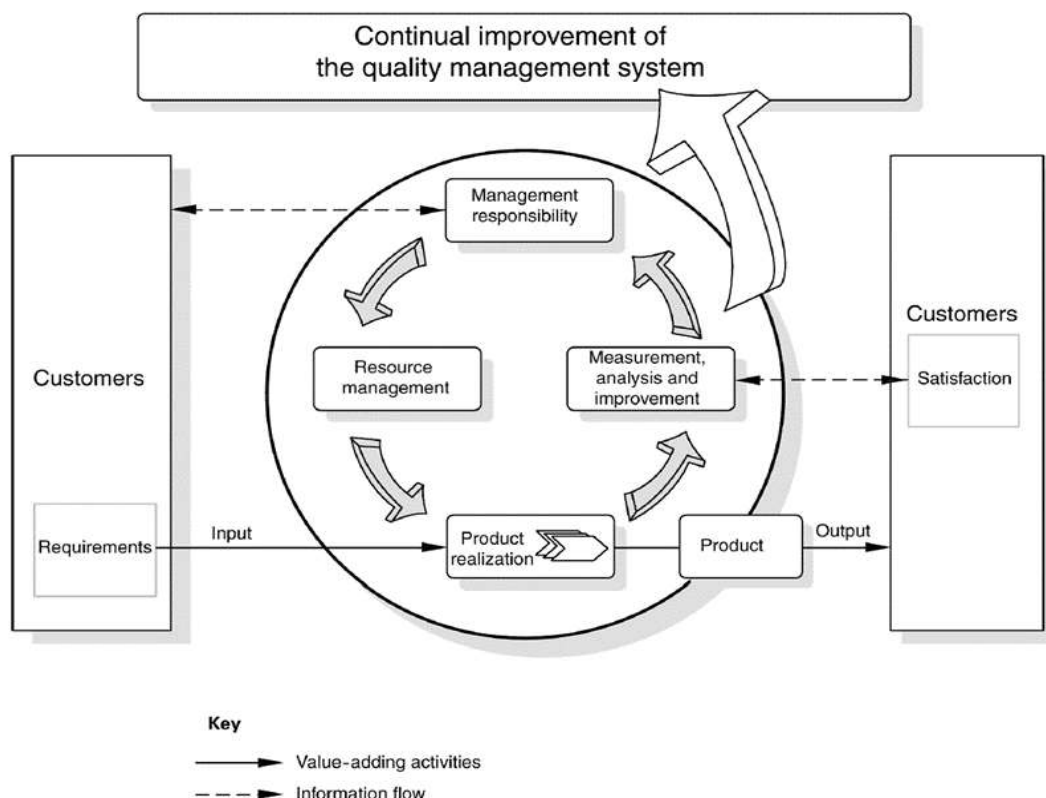 Continual improvement of
the quality management system
Management
responsibility
Customers
Resource
management
Measurement,
analysis and
improvement
Customers
Satisfaction
Requirements
Input
Product
realization
Product
Output
Key
Value-adding activities
Information flow